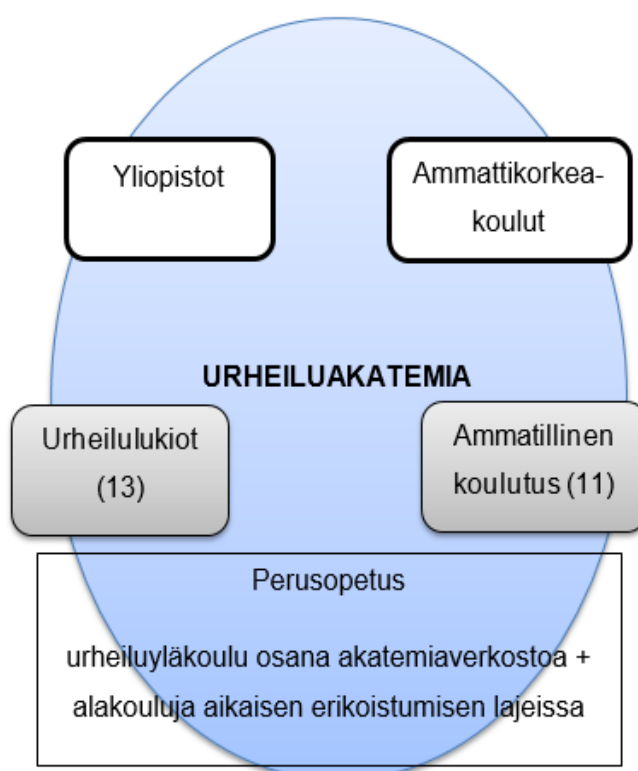 Yliopistot
Ammattikorkea-
koulut
URHEILUAKATEMIA
Urheilulukiot
(13)
Ammatillinen
koulutus (11)
Perusopetus
urheiluyläkoulu osana akatemiaverkostoa +
alakouluja aikaisen erikoistumisen lajeissa